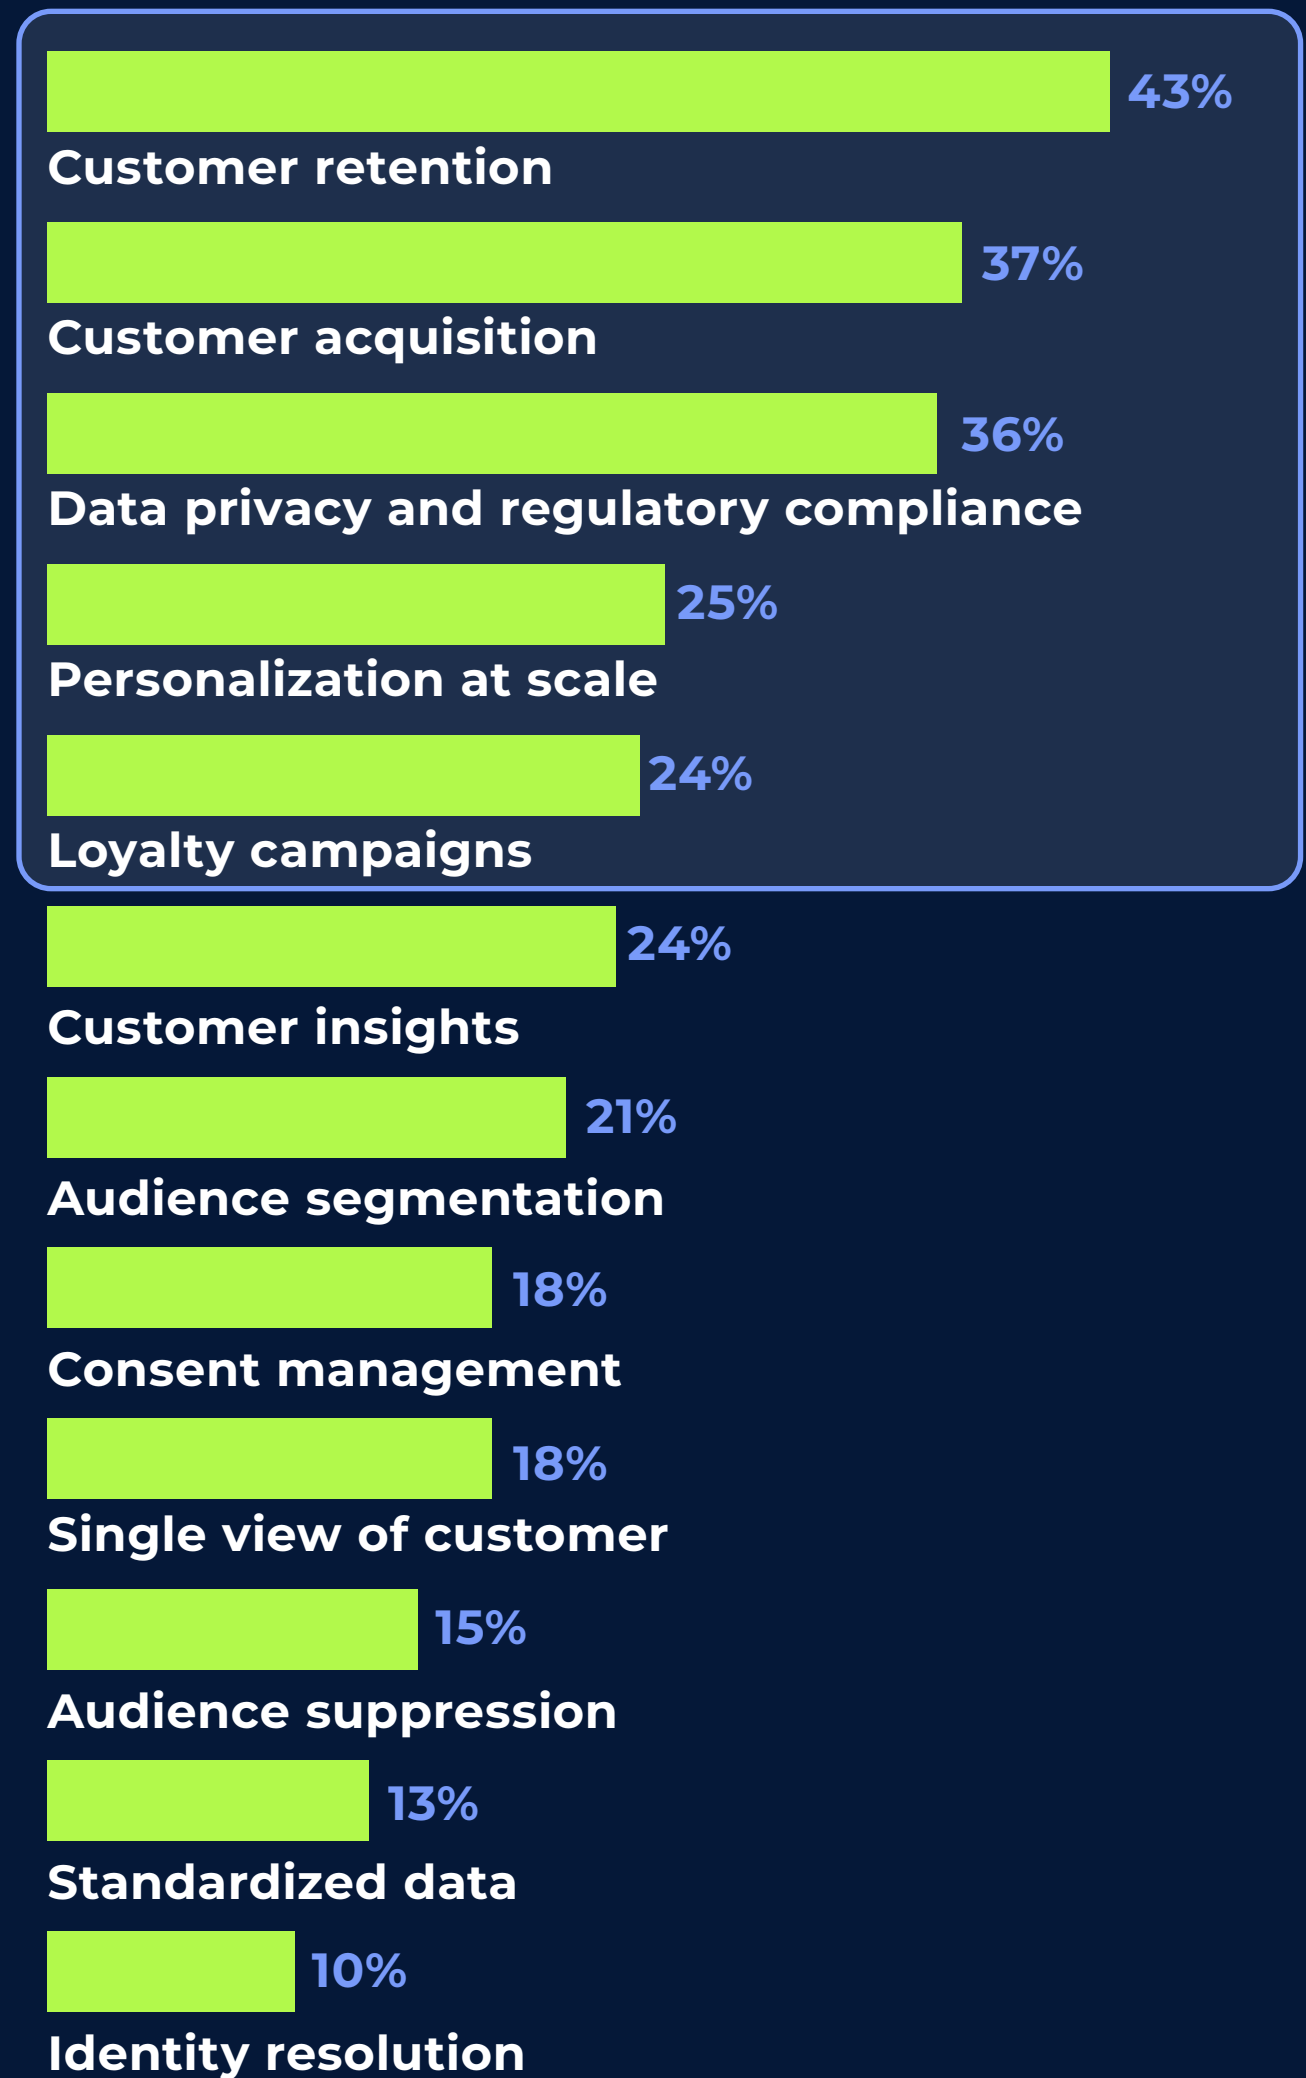 43%
Customer retention
37%
Customer acquisition
36%
Data privacy and regulatory compliance
25%
Personalization at scale
24%
Loyalty campaigns
24%
Customer insights
21%
Audience segmentation
18%
Consent management
18%
Single view of customer
15%
Audience suppression
13%
Standardized data
10%
Identity resolution